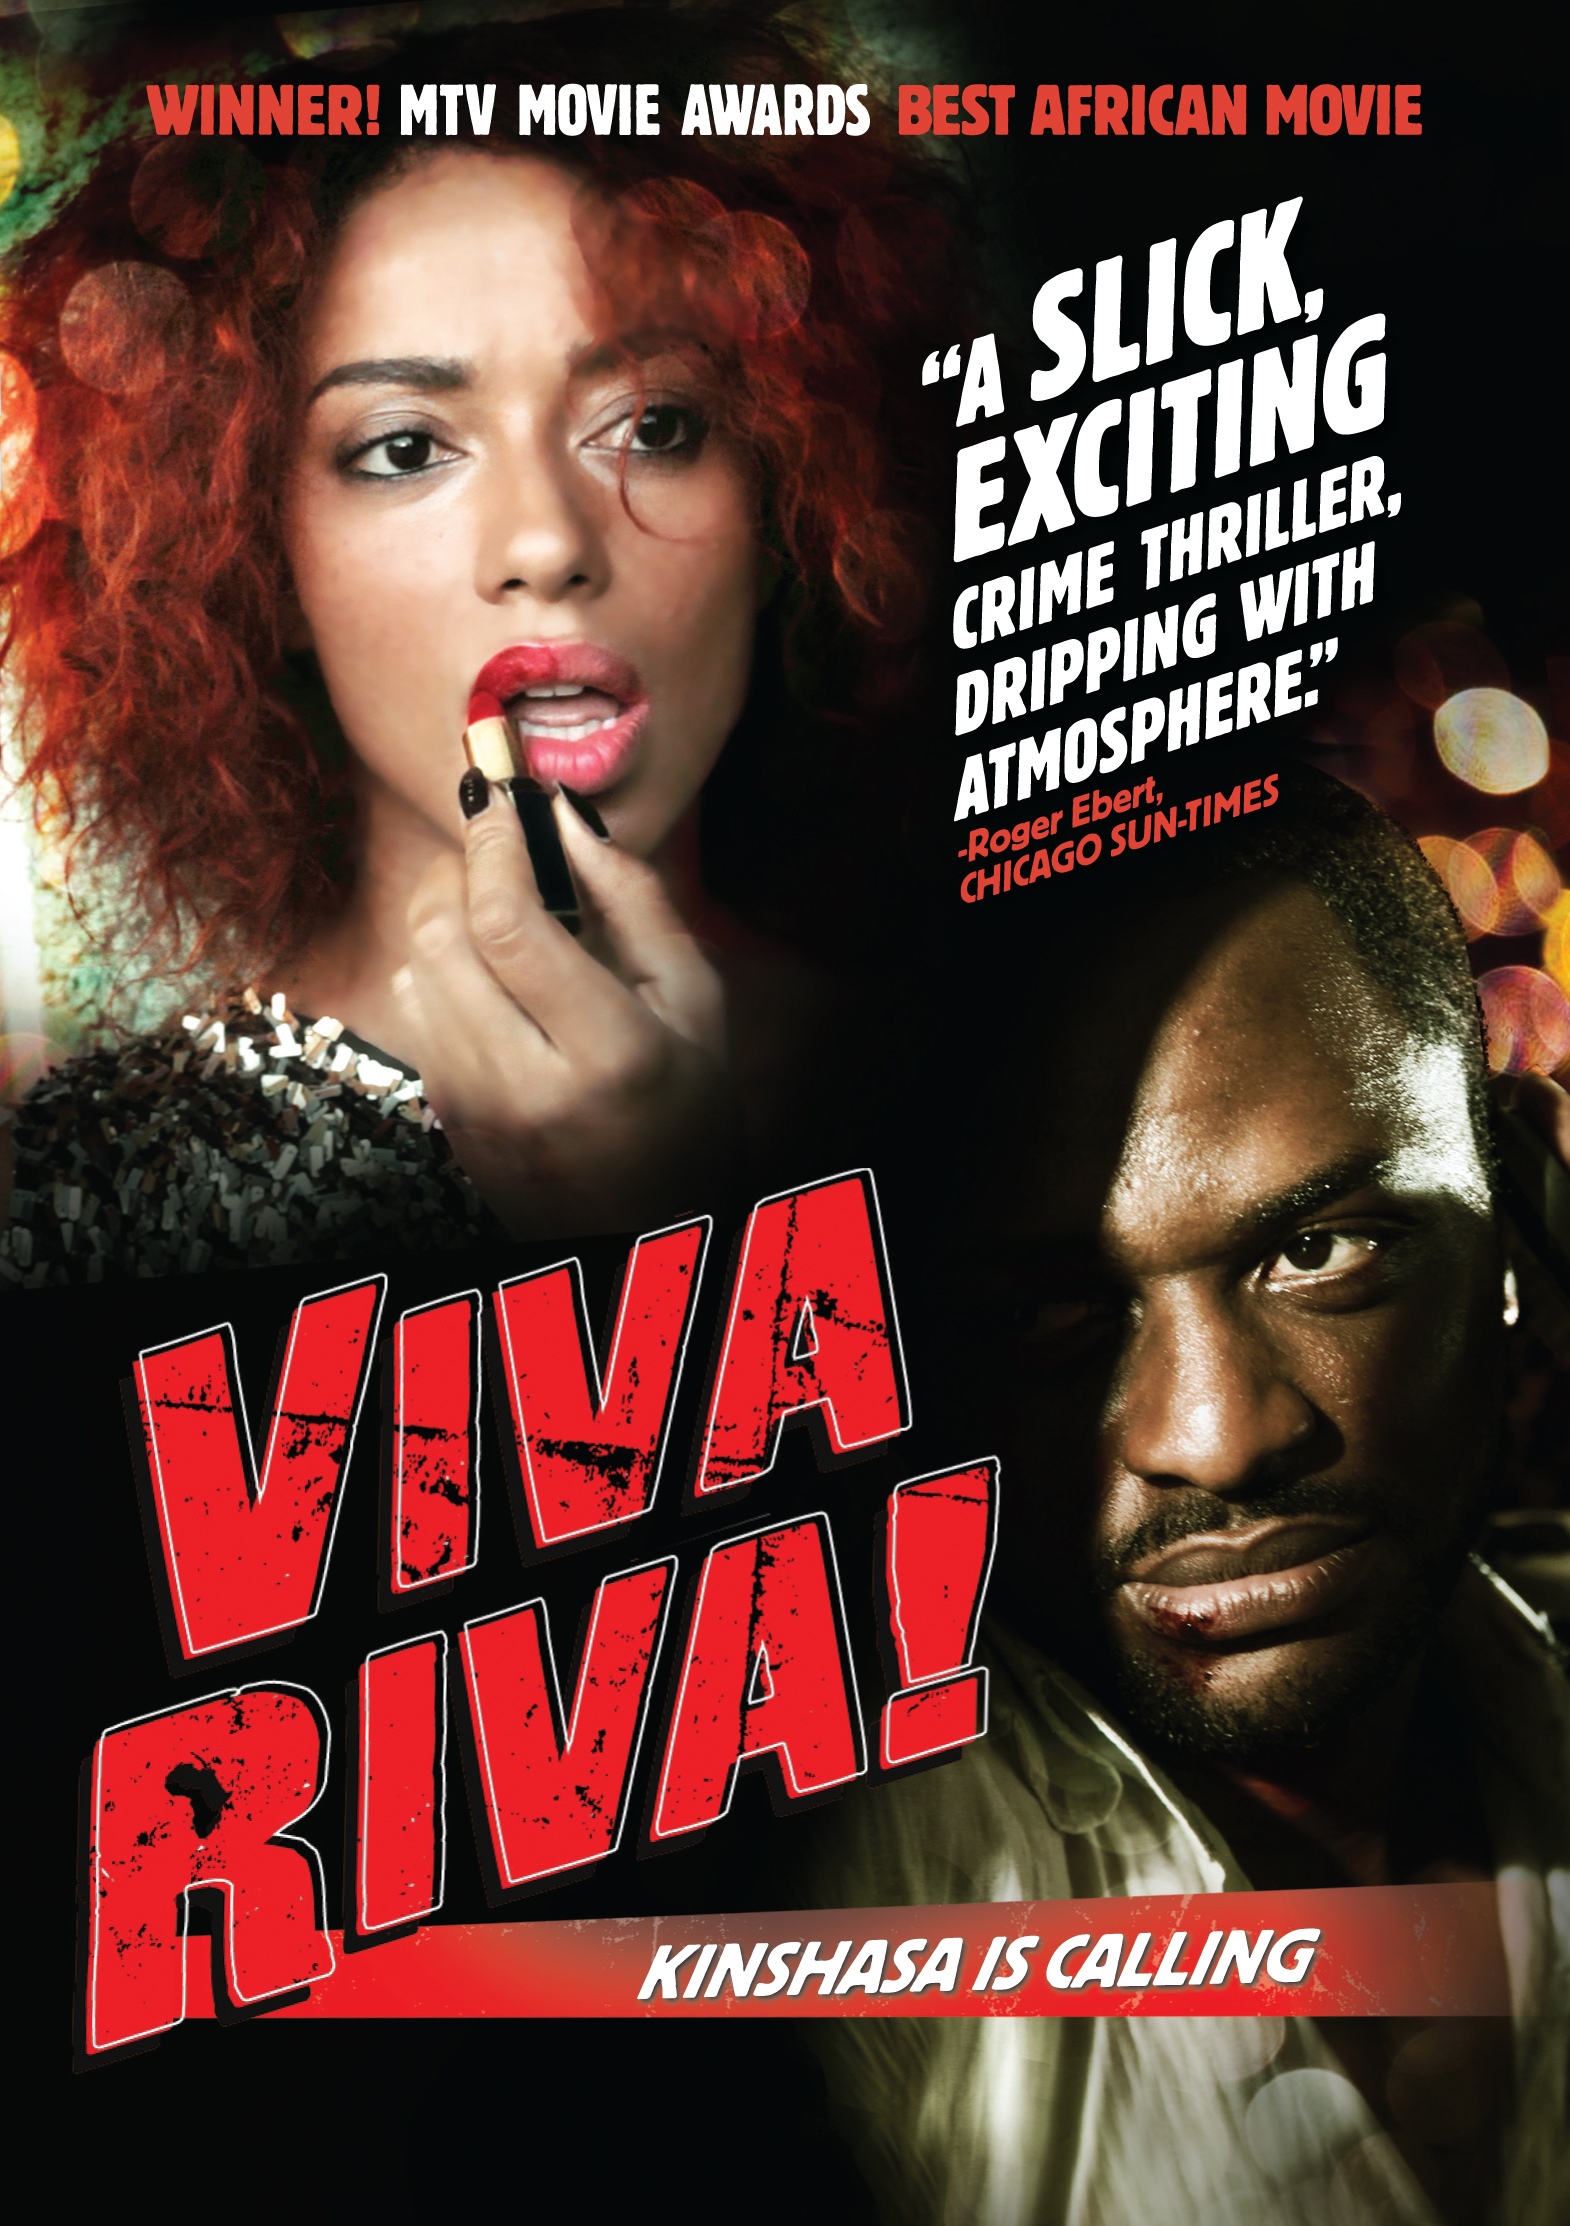 WINNER! MTV MOVIE AWARDS BEST AFRICAN MOVIE
“A SLICK,
EXCITING
CRIME THRILLER,
DRIPPING WITH
ATMOSPHERE.”
-Roger Ebert,
CHICAGO SUN-TIMES
VIVA
RIVA!
KINSHASA IS CALLING